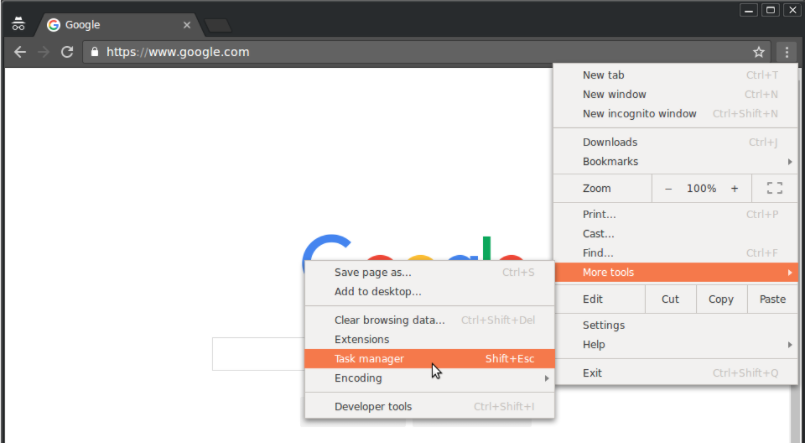 Google
https://www.google.com
New tab Ctrl+T
New window Ctrl+N
New incognito window Ctrl+Shift+N
Downloads Ctrl+J
Bookmarks
Zoom − 100% +
Print... Ctrl+P
Cast...
Find... Ctrl+F
More tools
Edit Cut Copy Paste
Settings
Help
Exit Ctrl+Shift+Q
Google
Save page as... Ctrl+S
Add to desktop...
Clear browsing data... Ctrl+Shift+Del
Extensions
Task manager Shift+Esc
Encoding
Developer tools Ctrl+Shift+I